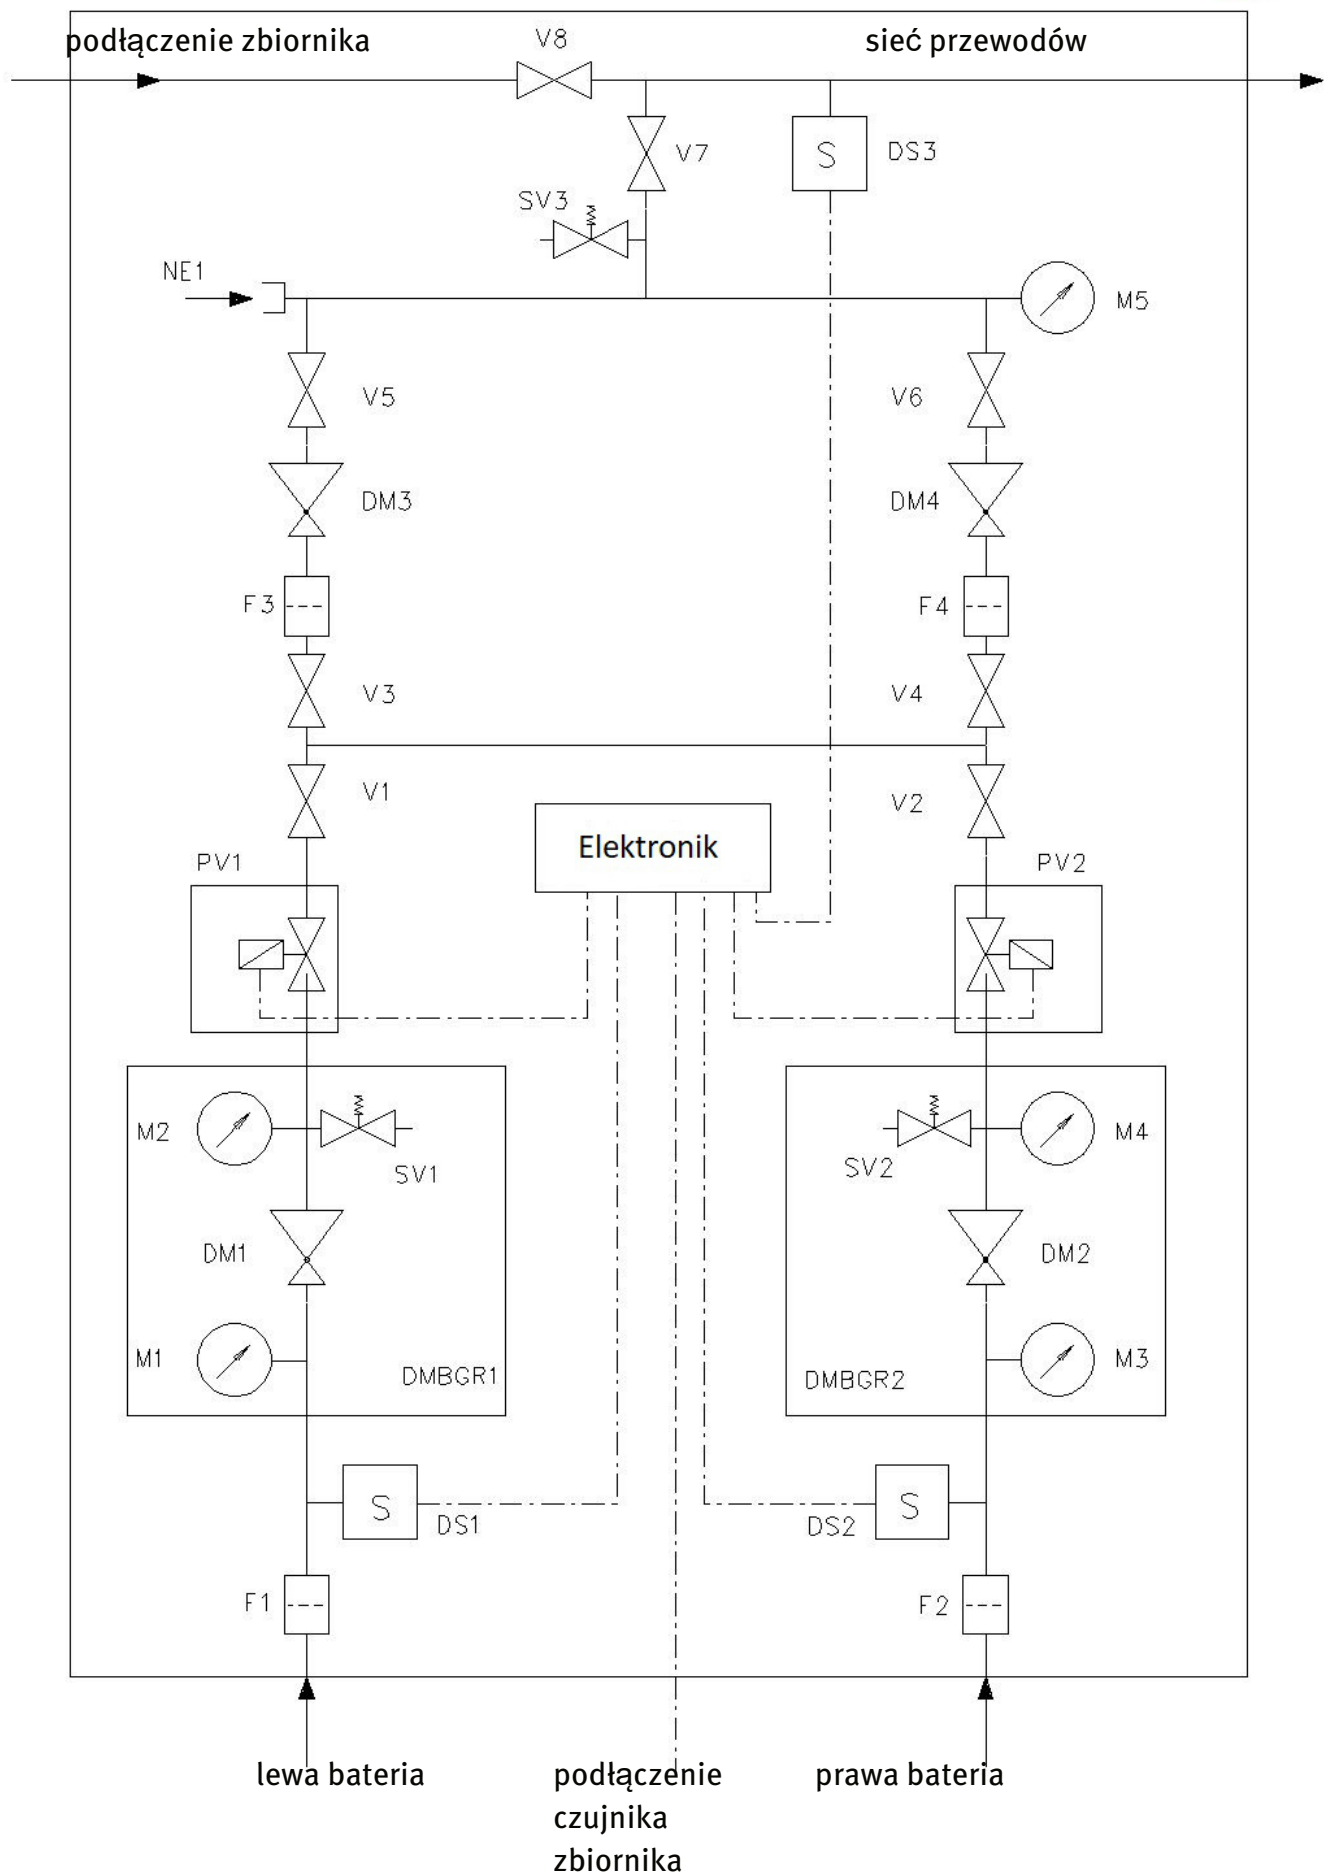 podłączenie zbiornika
V8
sieć przewodów
V7
S
DS3
SV3
NE1
M5
V5
V6
DM3
DM4
F3
F4
V3
V4
V1
V2
Elektronik
PV1
PV2
M2
SV1
SV2
M4
DM1
DM2
M1
M3
DMBGR1
DMBGR2
S
S
DS1
DS2
F1
F2
lewa bateria
podłączenie
czujnika
zbiornika
prawa bateria